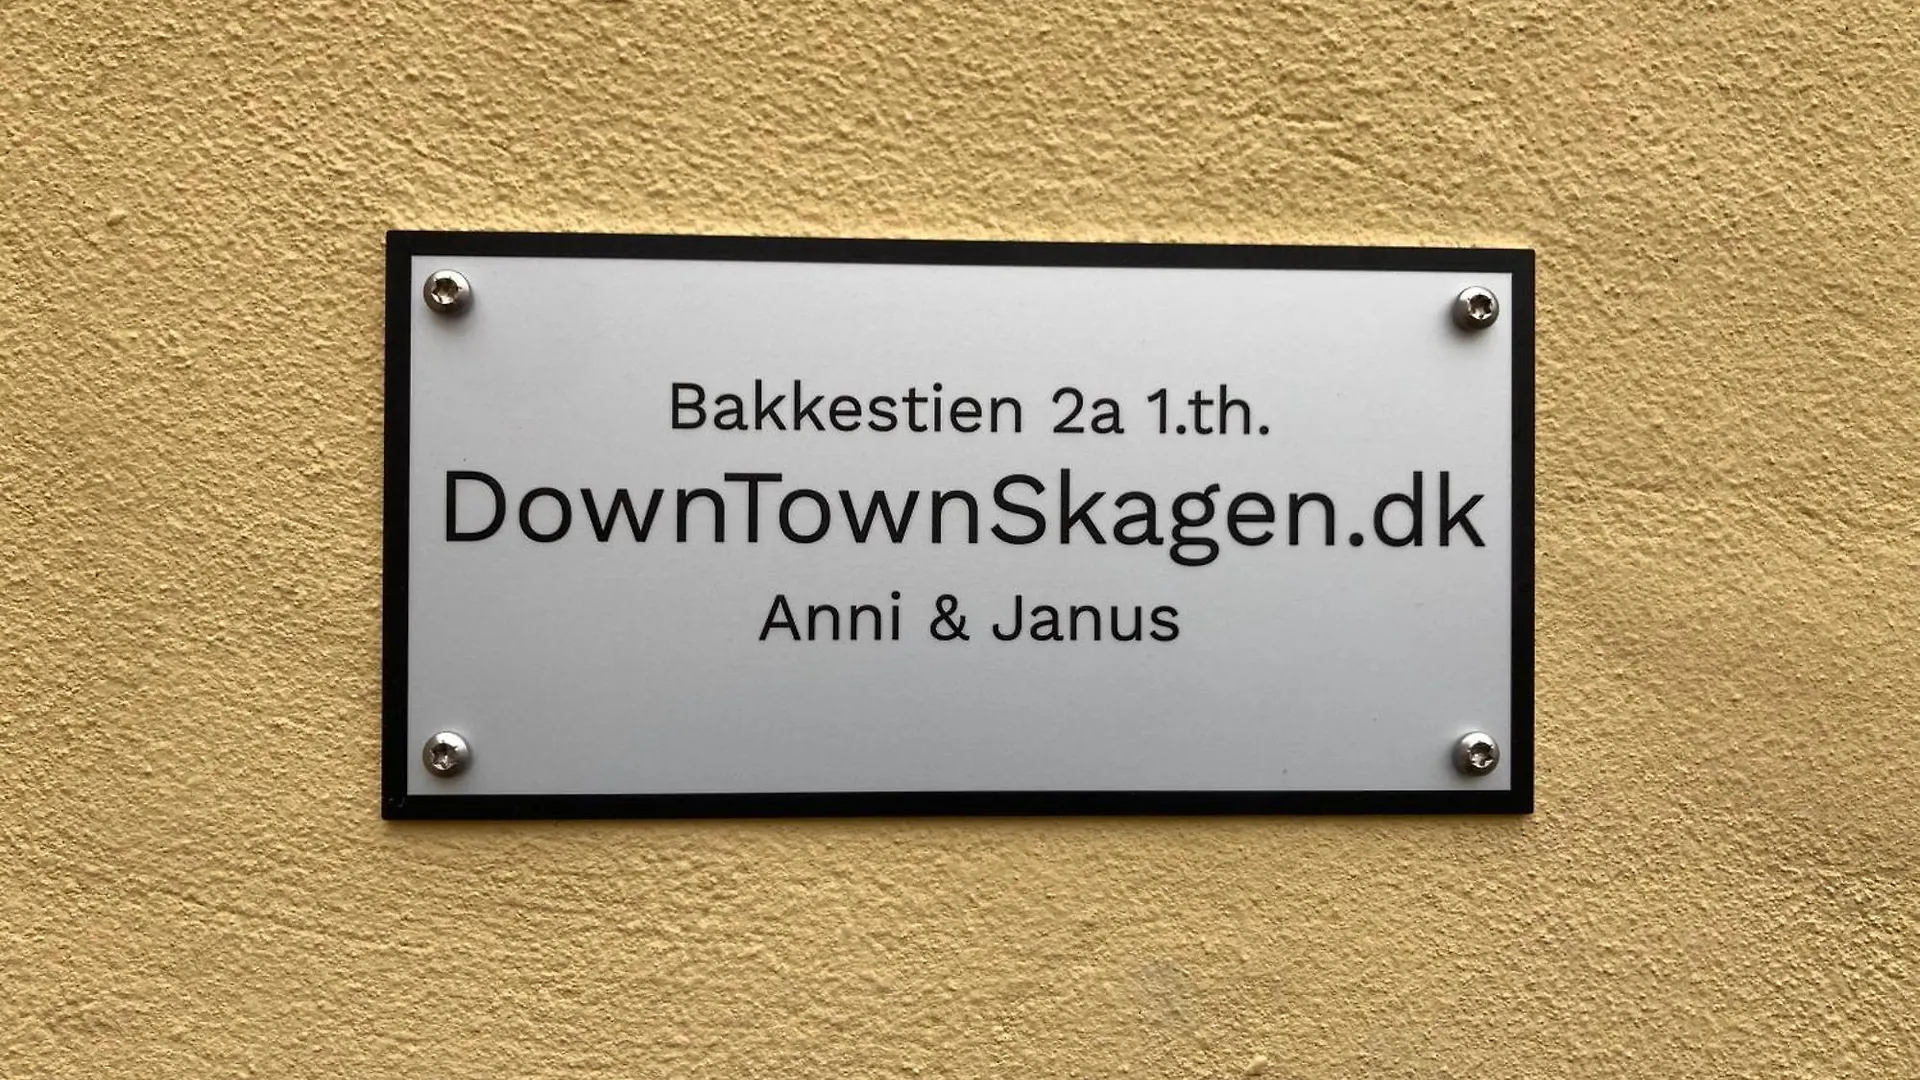 Bakkestien 2a 1.th.
DownTownSkagen.dk
Anni & Janus